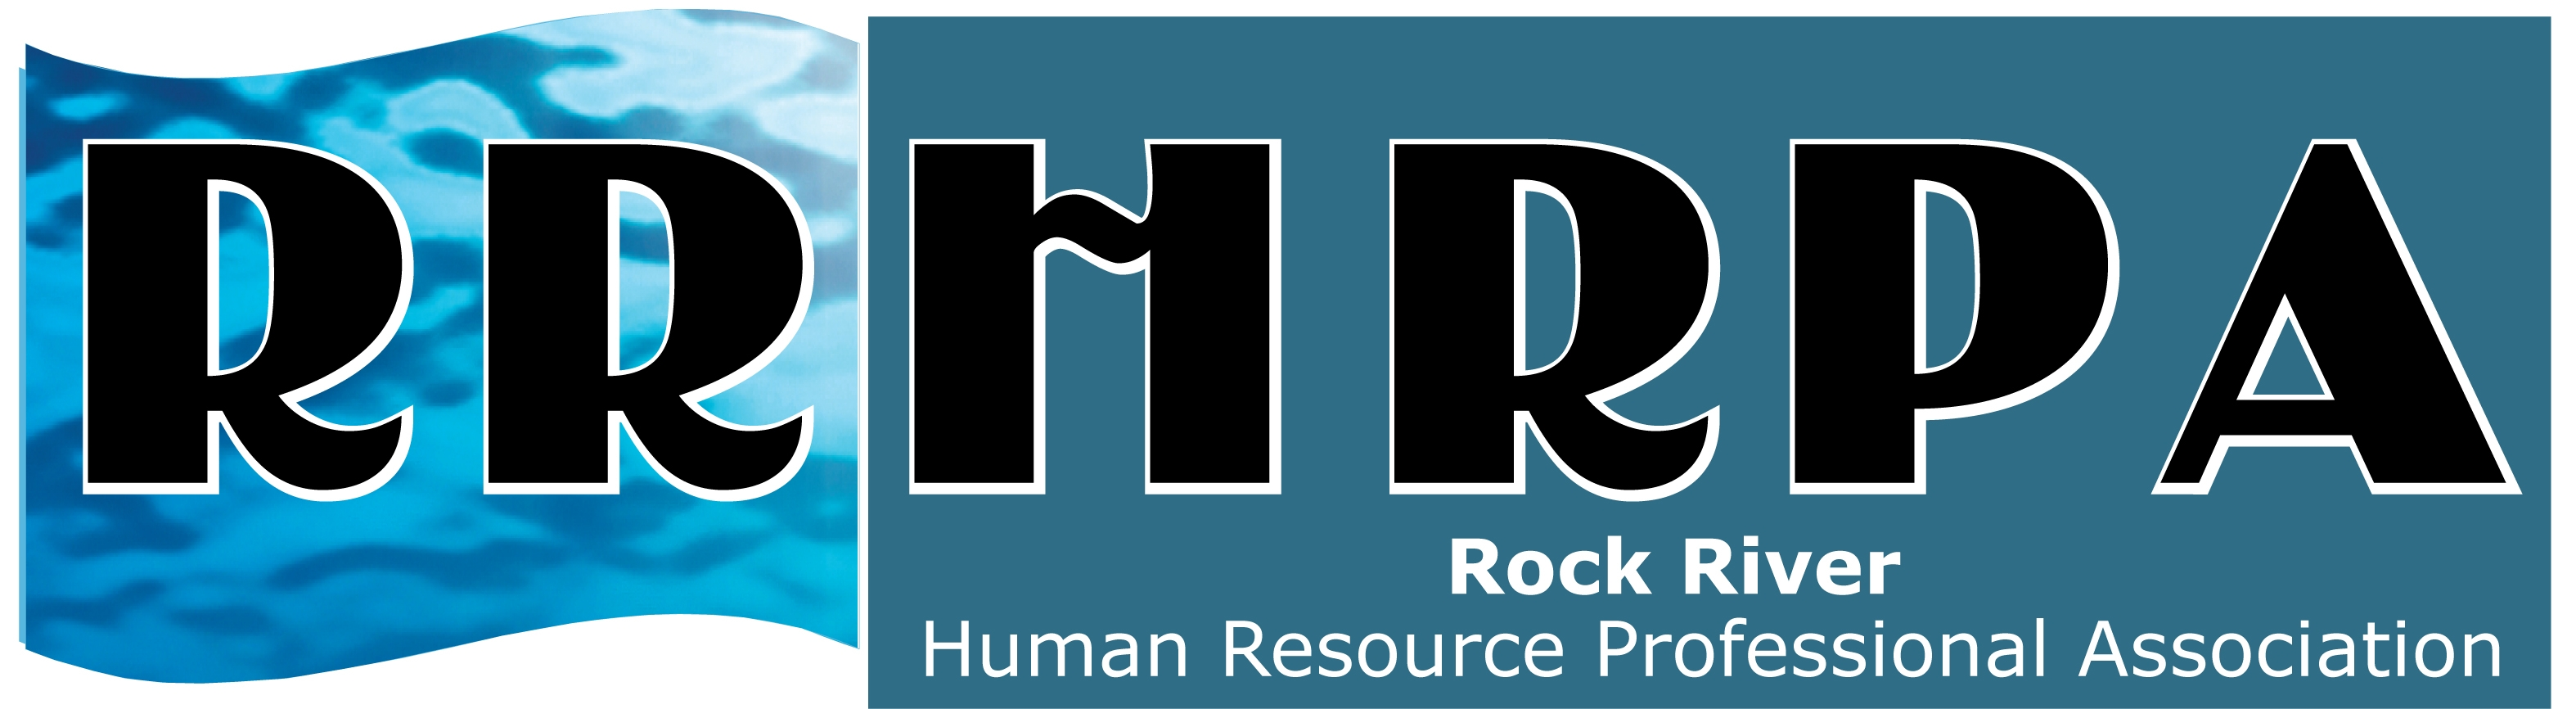 RRHRPA
Rock River
Human Resource Professional Association